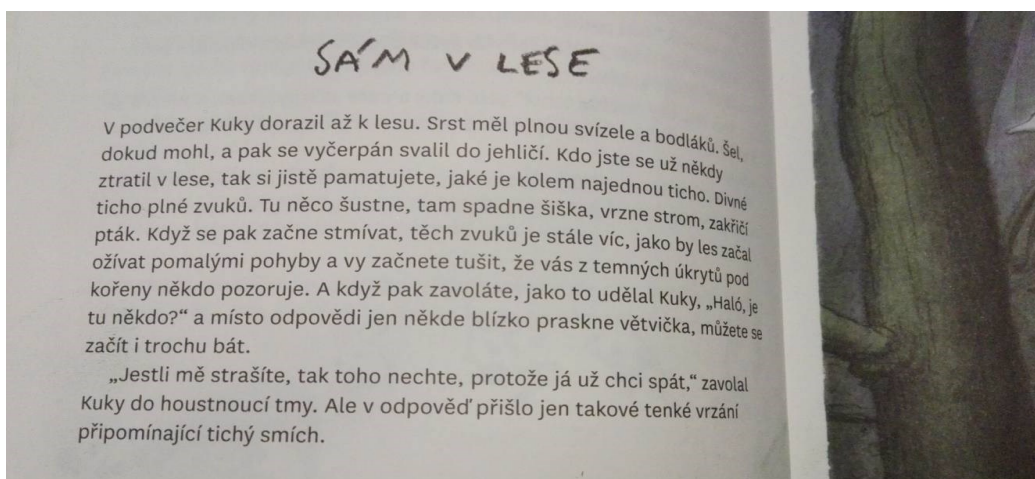 SÁM V LESE
V podvečer Kuky dorazil až k lesu. Srst měl plnou svízele a bodláků. Šel,
dokud mohl, a pak se vyčerpán svalil do jehličí. Kdo jste se už někdy
ztratil v lese, tak si jistě pamatujete, jaké je kolem najednou ticho. Divné
ticho plné zvuků. Tu něco šustne, tam spadne šiška, vrzne strom, zakřičí
pták. Když se pak začne stmívat, těch zvuků je stále víc, jako by les začal
ožívat pomalými pohyby a vy začnete tušit, že vás z temných úkrytů pod
kořeny někdo pozoruje. A když pak zavoláte, jako to udělal Kuky, „Haló, je
tu někdo?“ a místo odpovědi jen někde blízko praskne větvička, můžete se
začít i trochu bát.
„Jestli mě strašíte, tak toho nechte, protože já už chci spát,“ zavolal
Kuky do houstnoucí tmy. Ale v odpověď přišlo jen takové tenké vrzání
připomínající tichý smích.